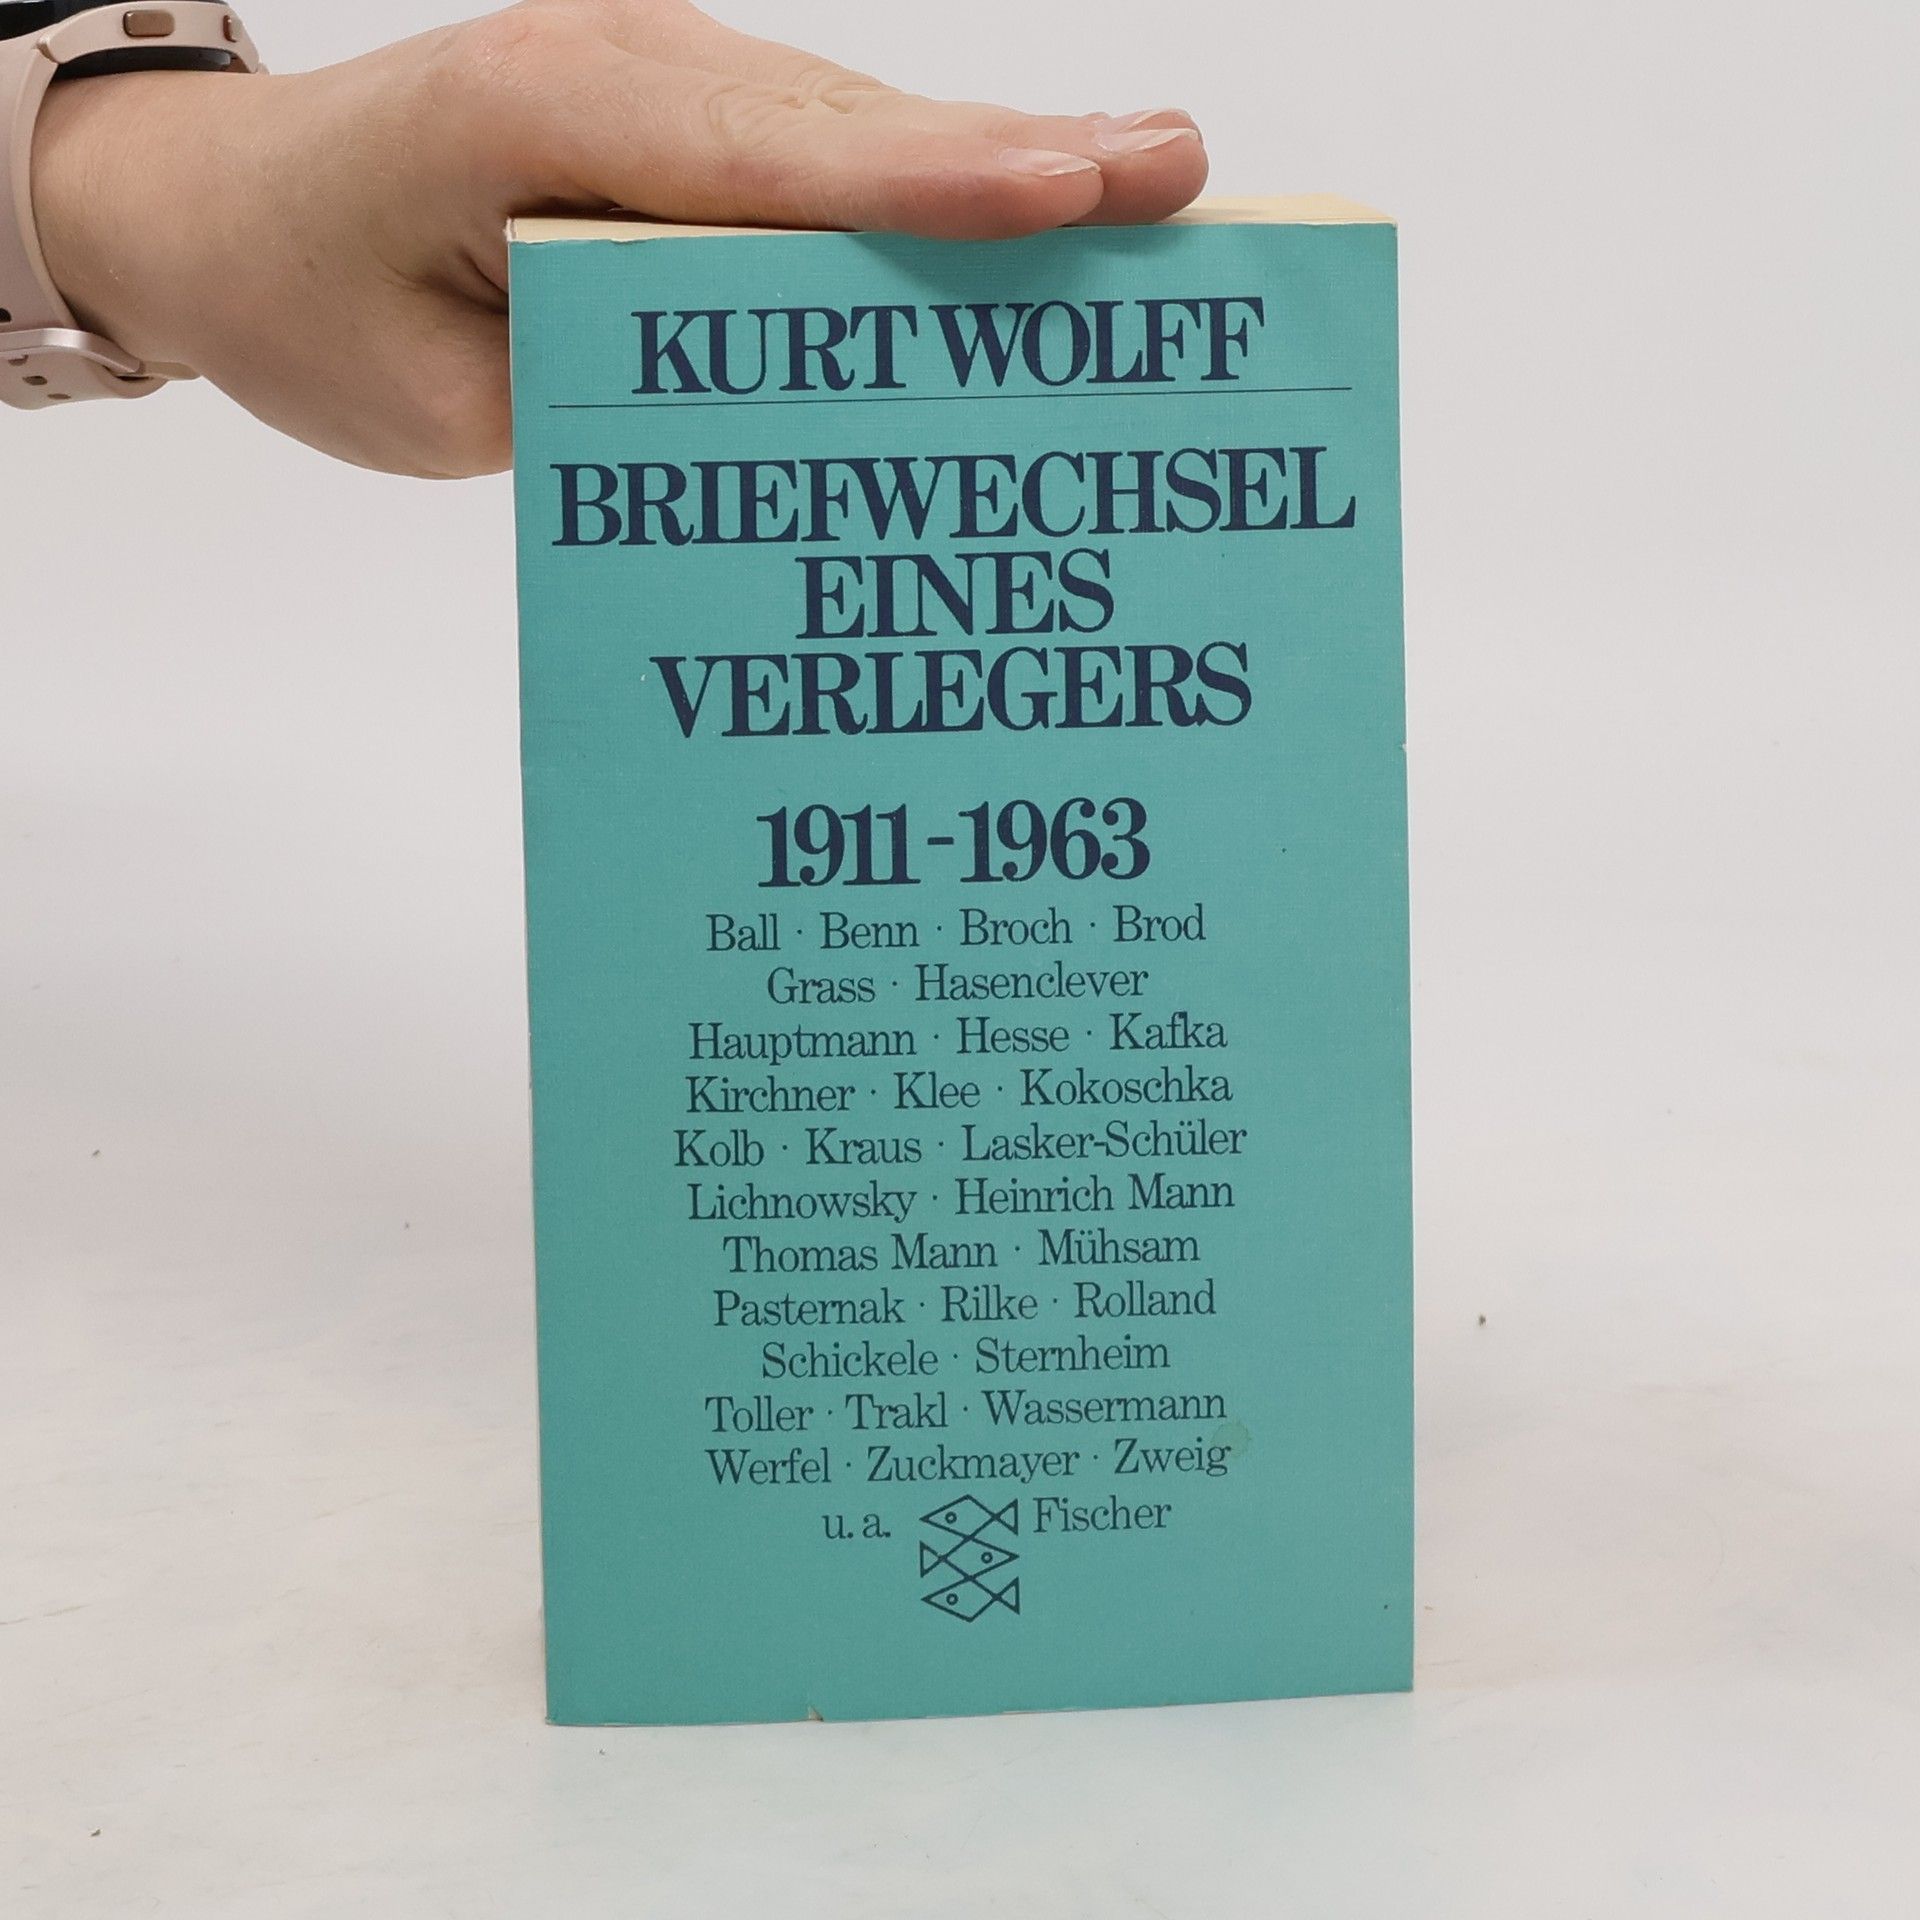 KURT WOLFF
BRIEFWECHSEL
EINES
VERLEGERS
1911-1963
Ball · Benn · Broch · Brod
Grass · Hasenclever
Hauptmann · Hesse · Kafka
Kirchner · Klee · Kokoschka
Kolb · Kraus · Lasker-Schüler
Lichnowsky · Heinrich Mann
Thomas Mann · Mühsam
Pasternak · Rilke · Rolland
Schickele · Sternheim
Toller · Trakl · Wassermann
Werfel · Zuckmayer · Zweig
u. a. Fischer